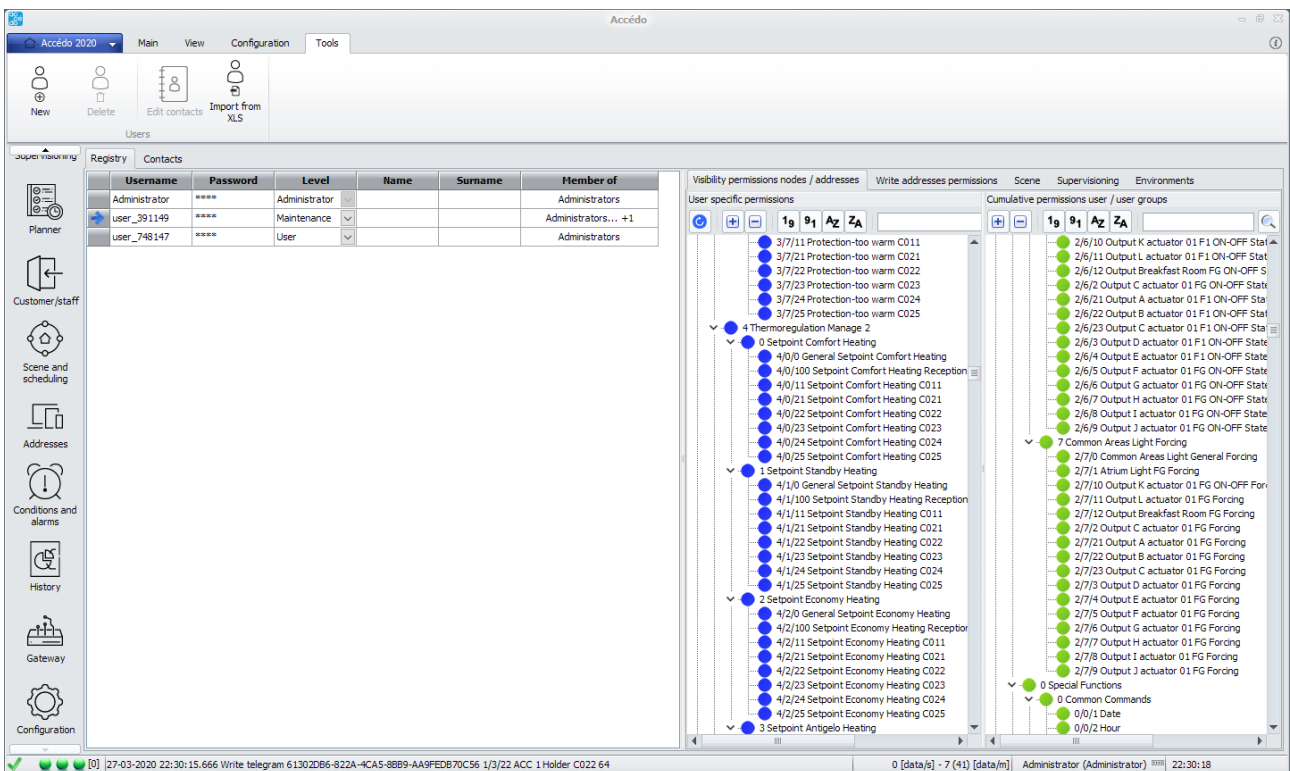 Accédo
Accédo 2020 Main View Configuration Tools
New Delete Edit contacts Import from XLS
Users
Supervisioning
Registry Contacts
Planner
Customer/staff
Scene and scheduling
Addresses
Conditions and alarms
History
Gateway
Configuration
Username Password Level Name Surname Member of
Administrator **** Administrator Administrators
user_391149 **** Maintenance Administrators... +1
user_748147 **** User Administrators
Visibility permissions nodes / addresses Write addresses permissions Scene Supervisioning Environments
User specific permissions
3/7/11 Protection-too warm C011
3/7/21 Protection-too warm C021
3/7/22 Protection-too warm C022
3/7/23 Protection-too warm C023
3/7/24 Protection-too warm C024
3/7/25 Protection-too warm C025
4 Thermoregulation Manage 2
0 Setpoint Comfort Heating
4/0/0 General Setpoint Comfort Heating
4/0/100 Setpoint Comfort Heating Reception
4/0/11 Setpoint Comfort Heating C011
4/0/21 Setpoint Comfort Heating C021
4/0/22 Setpoint Comfort Heating C022
4/0/23 Setpoint Comfort Heating C023
4/0/24 Setpoint Comfort Heating C024
4/0/25 Setpoint Comfort Heating C025
1 Setpoint Standby Heating
4/1/0 General Setpoint Standby Heating
4/1/100 Setpoint Standby Heating Reception
4/1/11 Setpoint Standby Heating C011
4/1/21 Setpoint Standby Heating C021
4/1/22 Setpoint Standby Heating C022
4/1/23 Setpoint Standby Heating C023
4/1/24 Setpoint Standby Heating C024
4/1/25 Setpoint Standby Heating C025
2 Setpoint Economy Heating
4/2/0 General Setpoint Economy Heating
4/2/100 Setpoint Economy Heating Reception
4/2/11 Setpoint Economy Heating C011
4/2/21 Setpoint Economy Heating C021
4/2/22 Setpoint Economy Heating C022
4/2/23 Setpoint Economy Heating C023
4/2/24 Setpoint Economy Heating C024
4/2/25 Setpoint Economy Heating C025
3 Setpoint Antigelo Heating
Cumulative permissions user / user groups
2/6/10 Output K actuator 01 F1 ON-OFF Stat
2/6/11 Output L actuator 01 F1 ON-OFF State
2/6/12 Output Breakfast Room FG ON-OFF S
2/6/2 Output C actuator 01 FG ON-OFF State
2/6/21 Output A actuator 01 F1 ON-OFF Stat
2/6/22 Output B actuator 01 F1 ON-OFF Stat
2/6/23 Output C actuator 01 F1 ON-OFF Stat
2/6/3 Output D actuator 01 F1 ON-OFF State
2/6/4 Output E actuator 01 F1 ON-OFF State
2/6/5 Output F actuator 01 FG ON-OFF State
2/6/6 Output G actuator 01 FG ON-OFF State
2/6/7 Output H actuator 01 FG ON-OFF State
2/6/8 Output I actuator 01 FG ON-OFF State
2/6/9 Output J actuator 01 FG ON-OFF State
7 Common Areas Light Forcing
2/7/0 Common Areas Light General Forcing
2/7/1 Atrium Light FG Forcing
2/7/10 Output K actuator 01 FG ON-OFF For
2/7/11 Output L actuator 01 FG Forcing
2/7/12 Output Breakfast Room FG Forcing
2/7/2 Output C actuator 01 FG Forcing
2/7/21 Output A actuator 01 FG Forcing
2/7/22 Output B actuator 01 FG Forcing
2/7/23 Output C actuator 01 FG Forcing
2/7/3 Output D actuator 01 FG Forcing
2/7/4 Output E actuator 01 FG Forcing
2/7/5 Output F actuator 01 FG Forcing
2/7/6 Output G actuator 01 FG Forcing
2/7/7 Output H actuator 01 FG Forcing
2/7/8 Output I actuator 01 FG Forcing
2/7/9 Output J actuator 01 FG Forcing
0 Special Functions
0 Common Commands
0/0/1 Date
0/0/2 Hour
[0] 27-03-2020 22:30:15.666 Write telegram 61302DB6-822A-4CA5-8BB9-AA9FEDB70C56 1/3/22 ACC 1 Holder C022 64 0 [data/s] - 7 (41) [data/m] Administrator (Administrator) 22:30:18